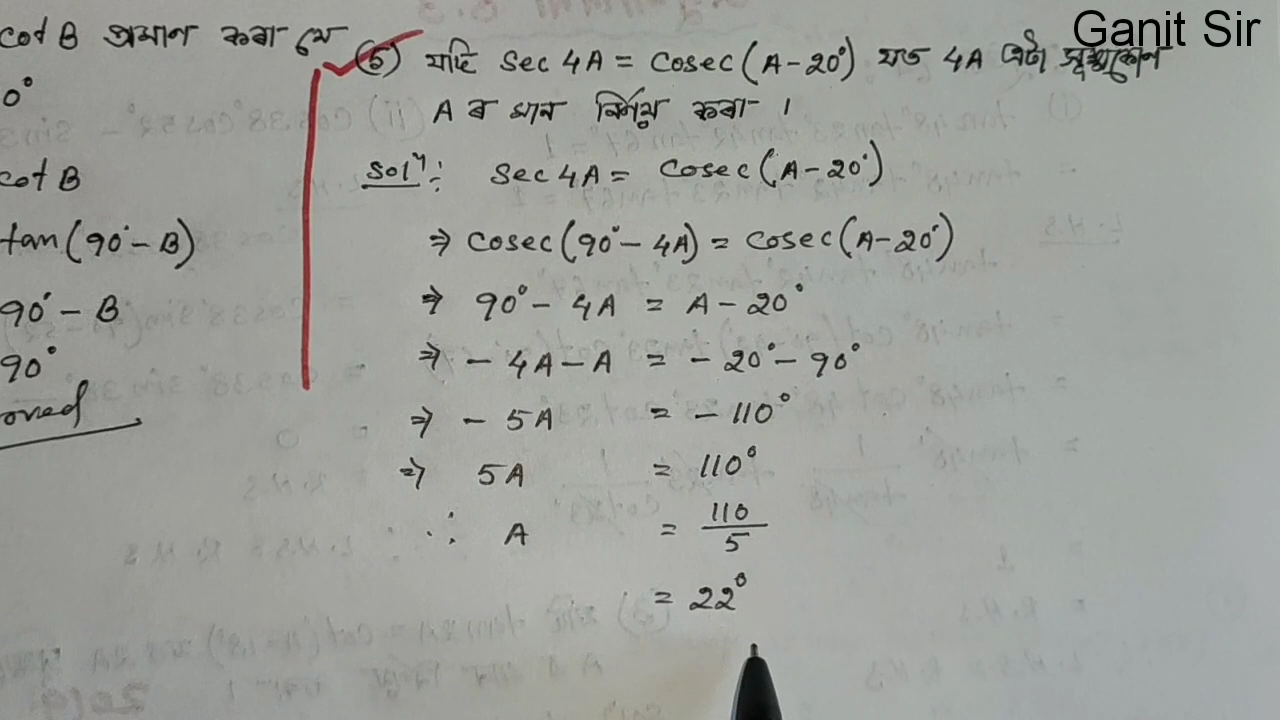 Ganit Sir
cot B প্ৰমান কৰা যে
0°
cot B
tan(90° - B)
90° - B
90°
oved
(5) যদি Sec 4A = Cosec(A - 20°) যত 4A এটা সূক্ষ্মকোন
A ৰ মান নিৰ্ণয় কৰা ।
Solⁿ : Sec 4A = Cosec(A - 20°)
⇒ Cosec(90° - 4A) = Cosec(A - 20°)
⇒ 90° - 4A = A - 20°
⇒ - 4A - A = - 20° - 90°
⇒ - 5A = - 110°
⇒ 5A = 110°
∴ A = 110/5
= 22°